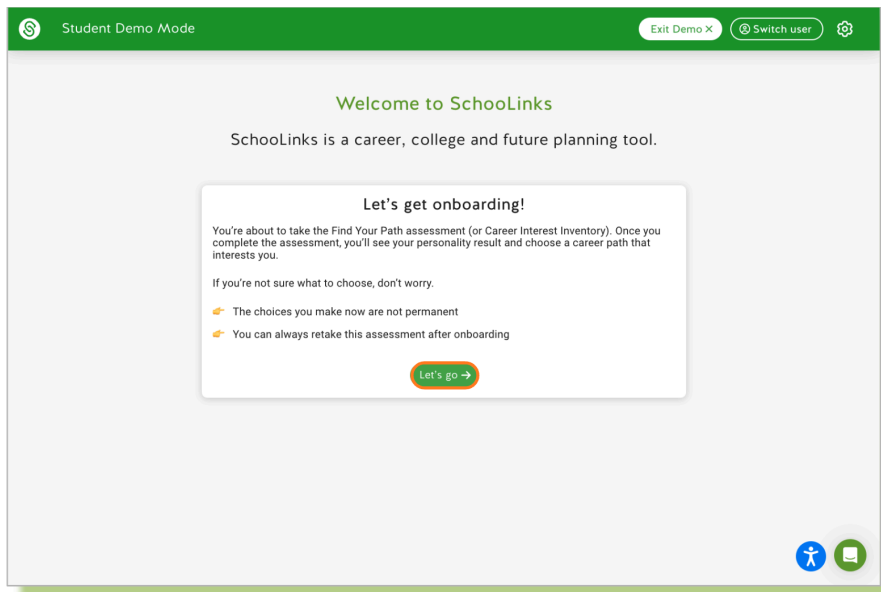 Student Demo Mode
Exit Demo ×
Switch user
Welcome to SchooLinks
SchooLinks is a career, college and future planning tool.
Let's get onboarding!
You're about to take the Find Your Path assessment (or Career Interest Inventory). Once you
complete the assessment, you'll see your personality result and choose a career path that
interests you.
If you're not sure what to choose, don't worry.
👉 The choices you make now are not permanent
👉 You can always retake this assessment after onboarding
Let's go →